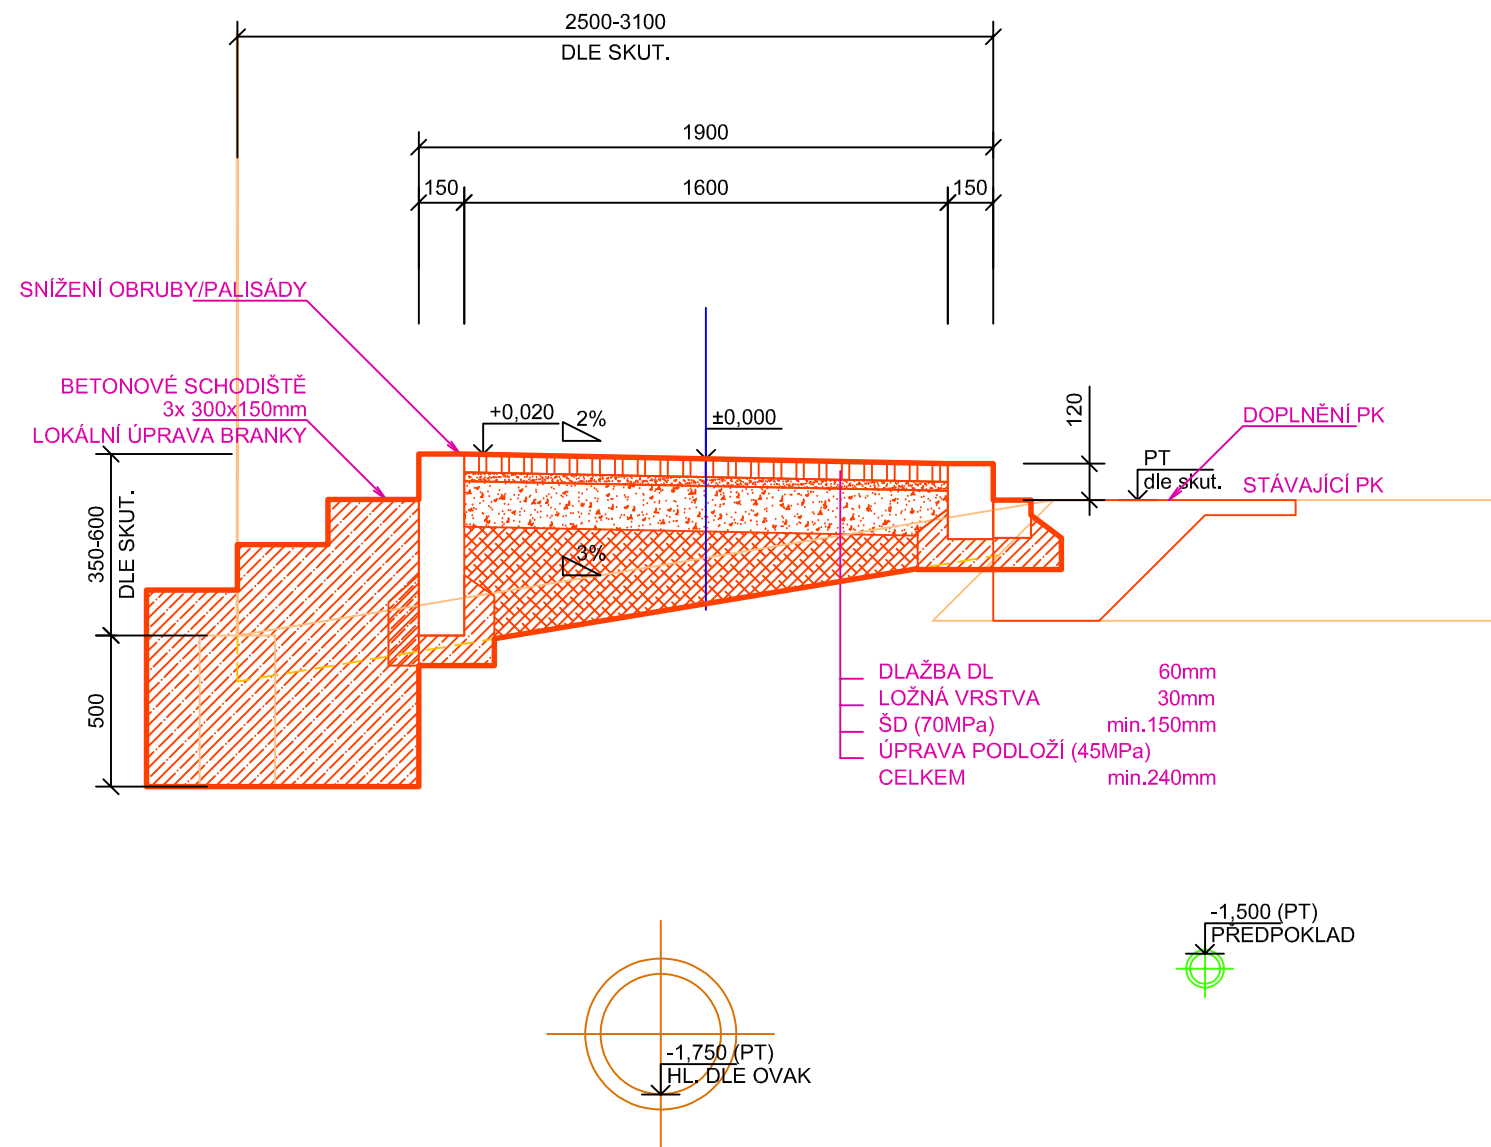 2500-3100
DLE SKUT.
1900
150
1600
150
SNÍŽENÍ OBRUBY/PALISÁDY
BETONOVÉ SCHODIŠTĚ
3x 300x150mm
LOKÁLNÍ ÚPRAVA BRANKY
+0,020
2%
±0,000
120
DOPLNĚNÍ PK
PT
dle skut.
STÁVAJÍCÍ PK
350-600
DLE SKUT.
3%
500
DLAŽBA DL 60mm
LOŽNÁ VRSTVA 30mm
ŠD (70MPa) min.150mm
ÚPRAVA PODLOŽÍ (45MPa)
CELKEM min.240mm
-1,500 (PT)
PŘEDPOKLAD
-1,750 (PT)
HL. DLE OVAK